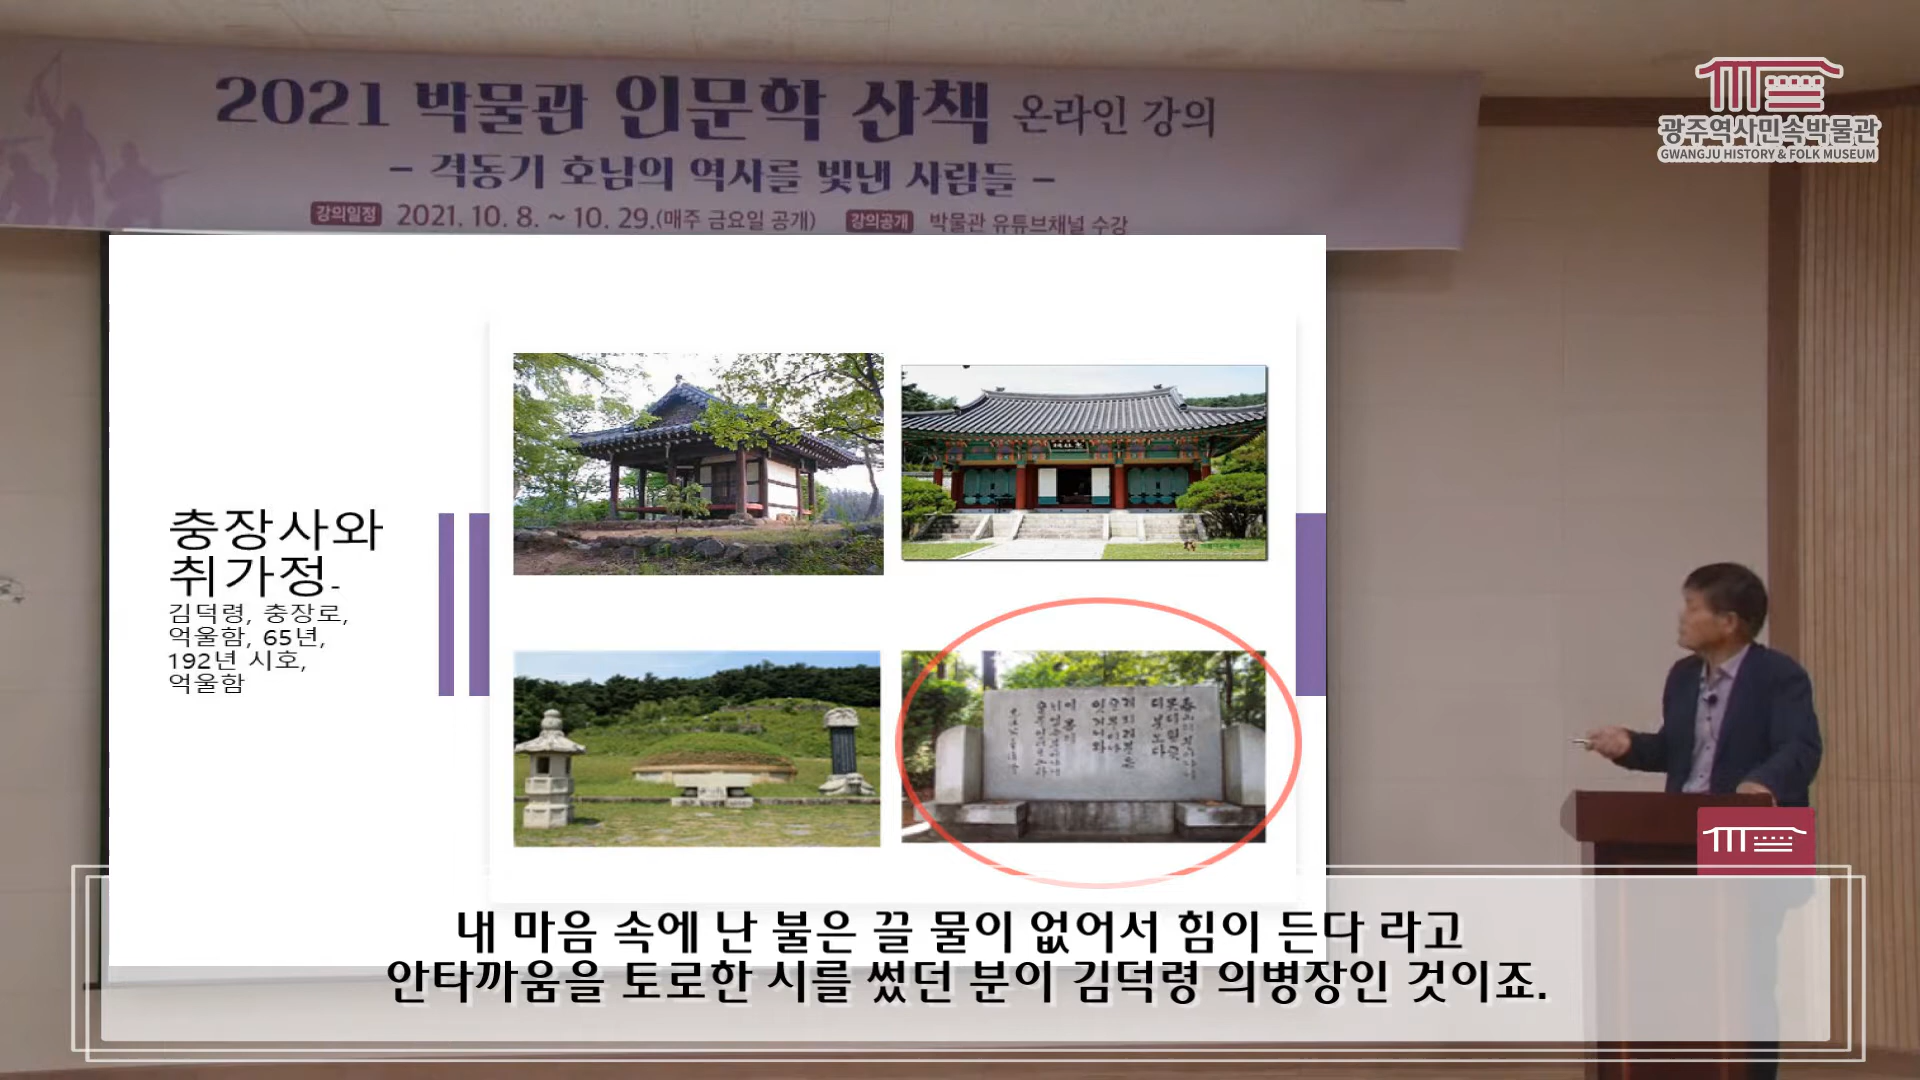 2021 박물관 인문학 산책 온라인 강의
- 격동기 호남의 역사를 빛낸 사람들 -
강의일정 2021. 10. 8. ~ 10. 29.(매주 금요일 공개) 강의공개 박물관 유튜브채널 수강
광주역사민속박물관
GWANGJU HISTORY & FOLK MUSEUM
충장사와
취가정-
김덕령, 충장로,
억울함, 65년,
192년 시호,
억울함
내 마음 속에 난 불은 끌 물이 없어서 힘이 든다 라고
안타까움을 토로한 시를 썼던 분이 김덕령 의병장인 것이죠.